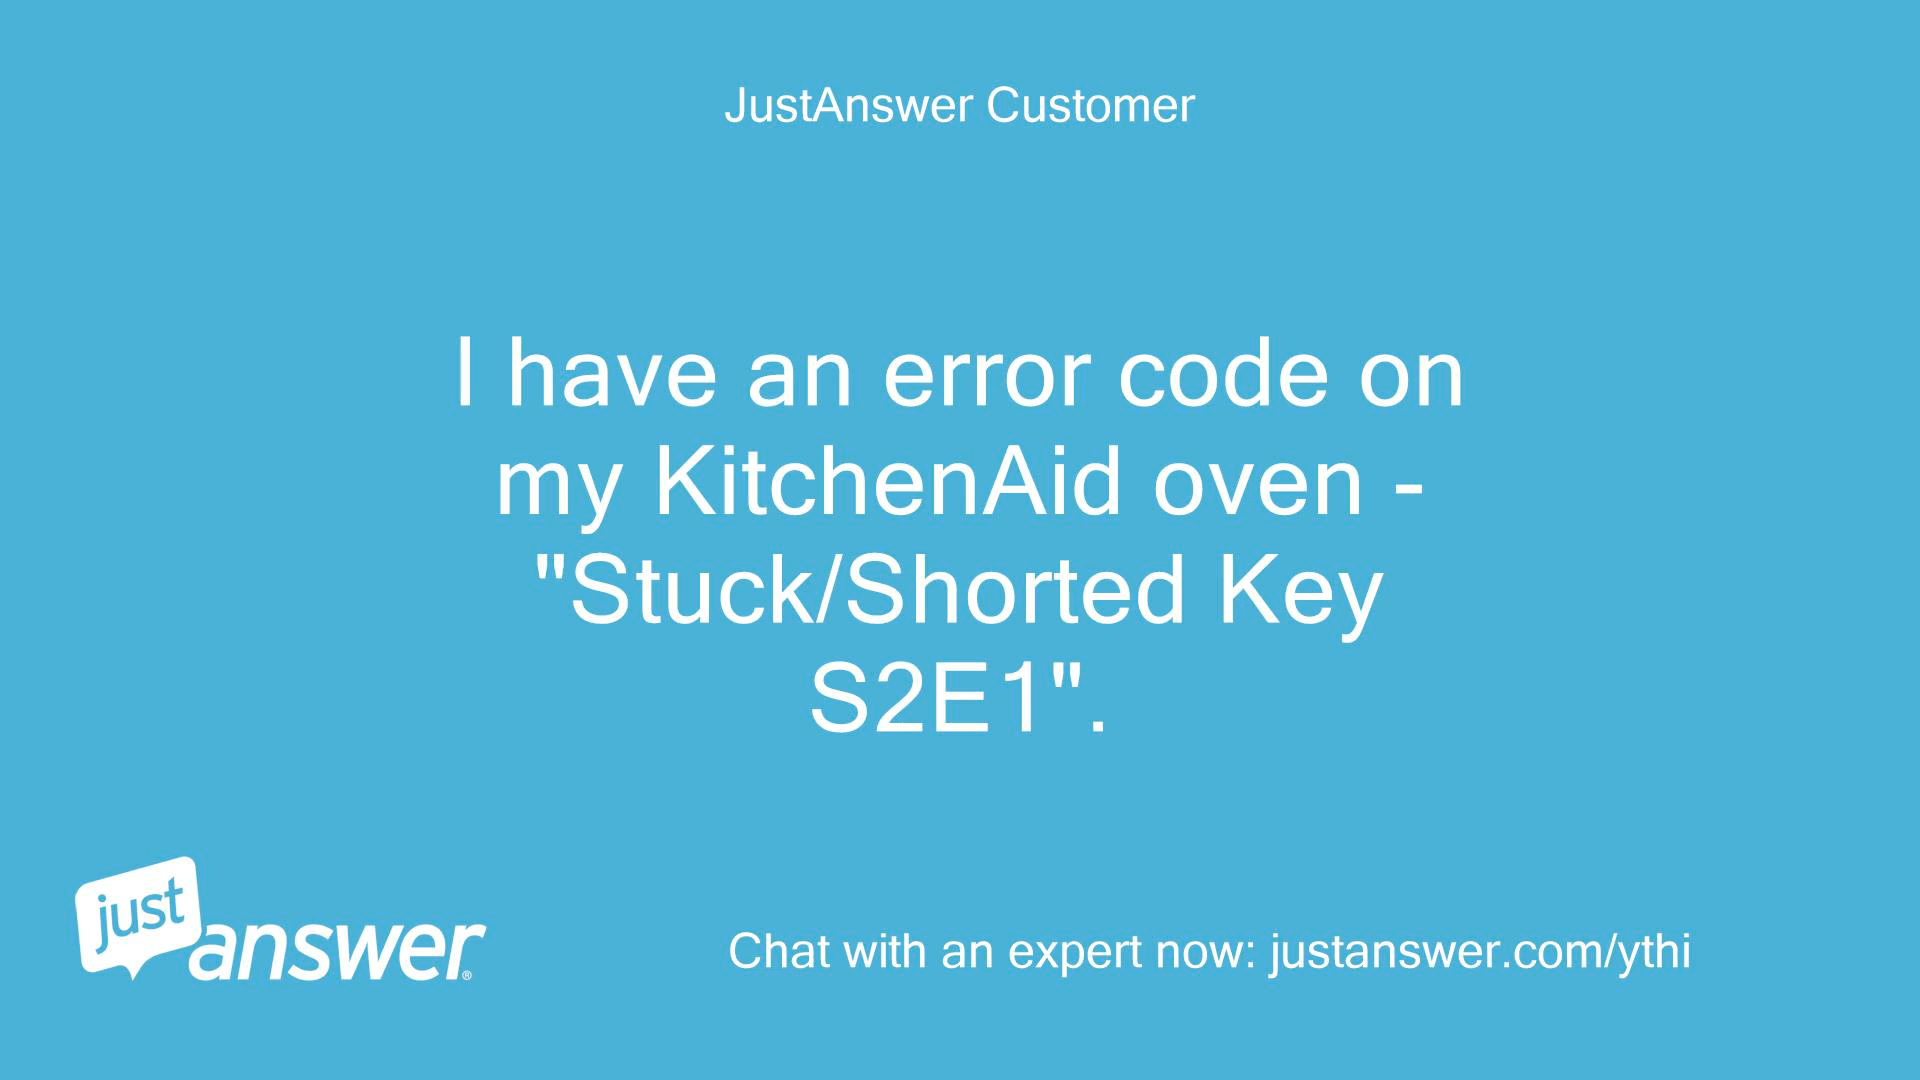 JustAnswer Customer
I have an error code on
my KitchenAid oven -
"Stuck/Shorted Key
S2E1".
just
answer®
Chat with an expert now: justanswer.com/ythi